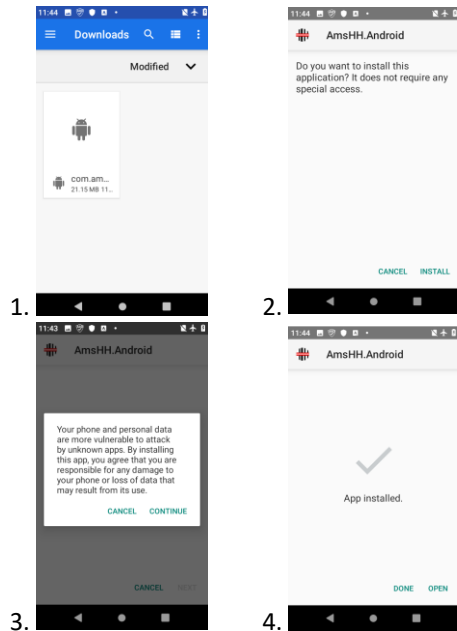 11:44
Downloads
Modified
com.am...
21.15 MB 11...
1.
11:44
AmsHH.Android
Do you want to install this
application? It does not require any
special access.
CANCEL INSTALL
2.
11:43
AmsHH.Android
Your phone and personal data
are more vulnerable to attack
by unknown apps. By installing
this app, you agree that you are
responsible for any damage to
your phone or loss of data that
may result from its use.
CANCEL CONTINUE
CANCEL NEXT
3.
11:44
AmsHH.Android
App installed.
DONE OPEN
4.